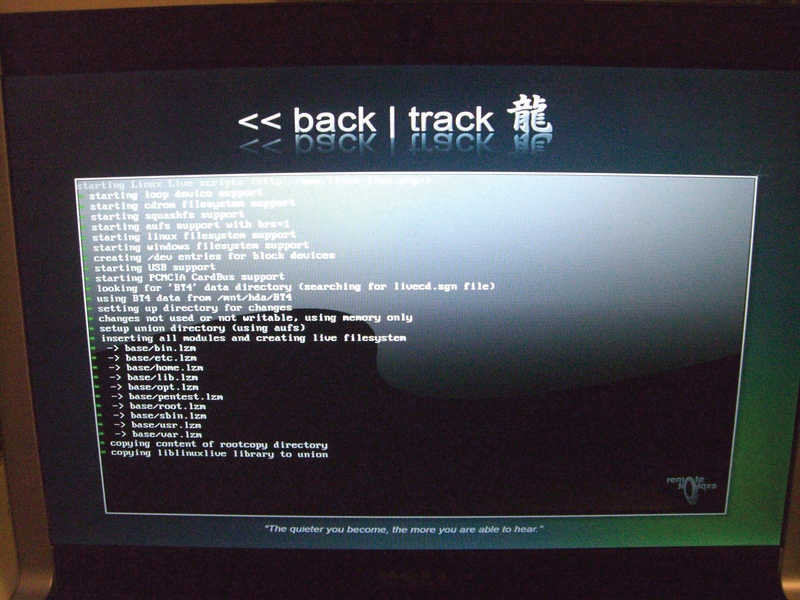 << back | track 龍
starting Linux Live scripts <http://www.linux-live.org/>
starting loop device support
starting cdrom filesystem support
starting squashfs support
starting aufs support with brs=1
starting linux filesystem support
starting windows filesystem support
creating /dev entries for block devices
starting USB support
starting PCMCIA CardBus support
looking for 'BT4' data directory (searching for livecd.sgn file)
using BT4 data from /mnt/hda/BT4
setting up directory for changes
changes not used or not writable, using memory only
setup union directory (using aufs)
inserting all modules and creating live filesystem
-> base/bin.lzm
-> base/etc.lzm
-> base/home.lzm
-> base/lib.lzm
-> base/opt.lzm
-> base/pentest.lzm
-> base/root.lzm
-> base/sbin.lzm
-> base/usr.lzm
-> base/var.lzm
copying content of rootcopy directory
copying liblinuxlive library to union
remote
exploit
"The quieter you become, the more you are able to hear."